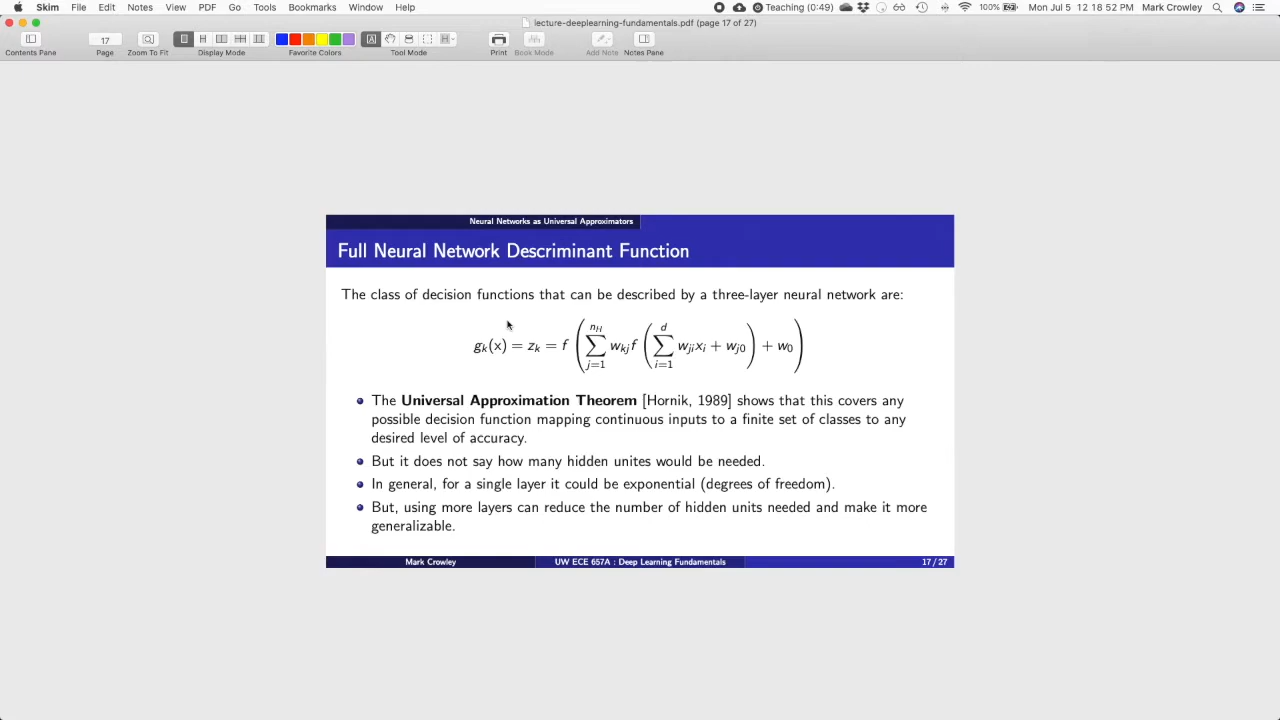 Skim File Edit Notes View PDF Go Tools Bookmarks Window Help Teaching (0:49) 100% Mon Jul 5 12 18 52 PM Mark Crowley
lecture-deeplearning-fundamentals.pdf (page 17 of 27)
17
Contents Pane Page Zoom To Fit Display Mode Favorite Colors Tool Mode Print Book Mode Add Note Notes Pane
Neural Networks as Universal Approximators
Full Neural Network Descriminant Function
The class of decision functions that can be described by a three-layer neural network are:
g_k(x) = z_k = f ( ∑_{j=1}^{n_H} w_{kj} f ( ∑_{i=1}^{d} w_{ji} x_i + w_{j0} ) + w_0 )
The Universal Approximation Theorem [Hornik, 1989] shows that this covers any
possible decision function mapping continuous inputs to a finite set of classes to any
desired level of accuracy.
But it does not say how many hidden unites would be needed.
In general, for a single layer it could be exponential (degrees of freedom).
But, using more layers can reduce the number of hidden units needed and make it more
generalizable.
Mark Crowley UW ECE 657A : Deep Learning Fundamentals 17 / 27